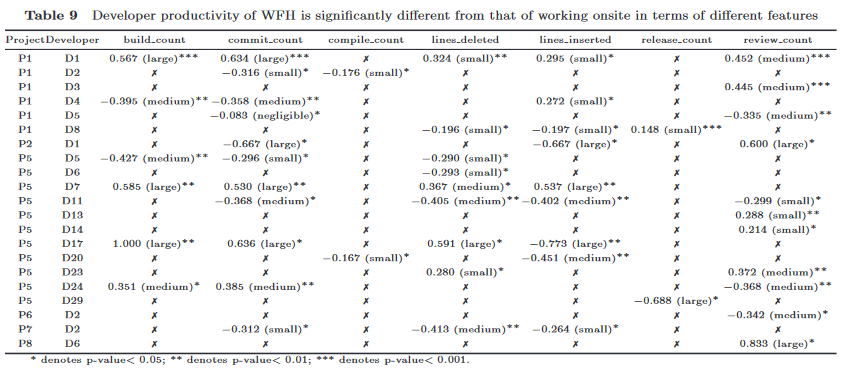 Table 9 Developer productivity of WFH is significantly different from that of working onsite in terms of different features
Project Developer build_count commit_count compile_count lines_deleted lines_inserted release_count review_count
P1 D1 0.567 (large)*** 0.634 (large)*** ✗ 0.324 (small)** 0.295 (small)* ✗ 0.452 (medium)***
P1 D2 ✗ −0.316 (small)* −0.176 (small)* ✗ ✗ ✗ ✗
P1 D3 ✗ ✗ ✗ ✗ ✗ ✗ 0.445 (medium)***
P1 D4 −0.395 (medium)** −0.358 (medium)** ✗ ✗ 0.272 (small)* ✗ ✗
P1 D5 ✗ −0.083 (negligible)* ✗ ✗ ✗ ✗ −0.335 (medium)**
P1 D8 ✗ ✗ ✗ −0.196 (small)* −0.197 (small)* 0.148 (small)*** ✗
P2 D1 ✗ −0.667 (large)* ✗ ✗ −0.667 (large)* ✗ 0.600 (large)*
P5 D5 −0.427 (medium)** −0.296 (small)* ✗ −0.290 (small)* ✗ ✗ ✗
P5 D6 ✗ ✗ ✗ −0.293 (small)* ✗ ✗ ✗
P5 D7 0.585 (large)** 0.530 (large)** ✗ 0.367 (medium)* 0.537 (large)** ✗ ✗
P5 D11 ✗ −0.368 (medium)* ✗ −0.405 (medium)** −0.402 (medium)** ✗ −0.299 (small)*
P5 D13 ✗ ✗ ✗ ✗ ✗ ✗ 0.288 (small)**
P5 D14 ✗ ✗ ✗ ✗ ✗ ✗ 0.214 (small)*
P5 D17 1.000 (large)** 0.636 (large)* ✗ 0.591 (large)* −0.773 (large)** ✗ ✗
P5 D20 ✗ ✗ −0.167 (small)* ✗ −0.451 (medium)** ✗ ✗
P5 D23 ✗ ✗ ✗ 0.280 (small)* ✗ ✗ 0.372 (medium)**
P5 D24 0.351 (medium)* 0.385 (medium)** ✗ ✗ ✗ ✗ −0.368 (medium)**
P5 D29 ✗ ✗ ✗ ✗ ✗ −0.688 (large)* ✗
P6 D2 ✗ ✗ ✗ ✗ ✗ ✗ −0.342 (medium)*
P7 D2 ✗ −0.312 (small)* ✗ −0.413 (medium)** −0.264 (small)* ✗ ✗
P8 D6 ✗ ✗ ✗ ✗ ✗ ✗ 0.833 (large)*
* denotes p-value< 0.05; ** denotes p-value< 0.01; *** denotes p-value< 0.001.